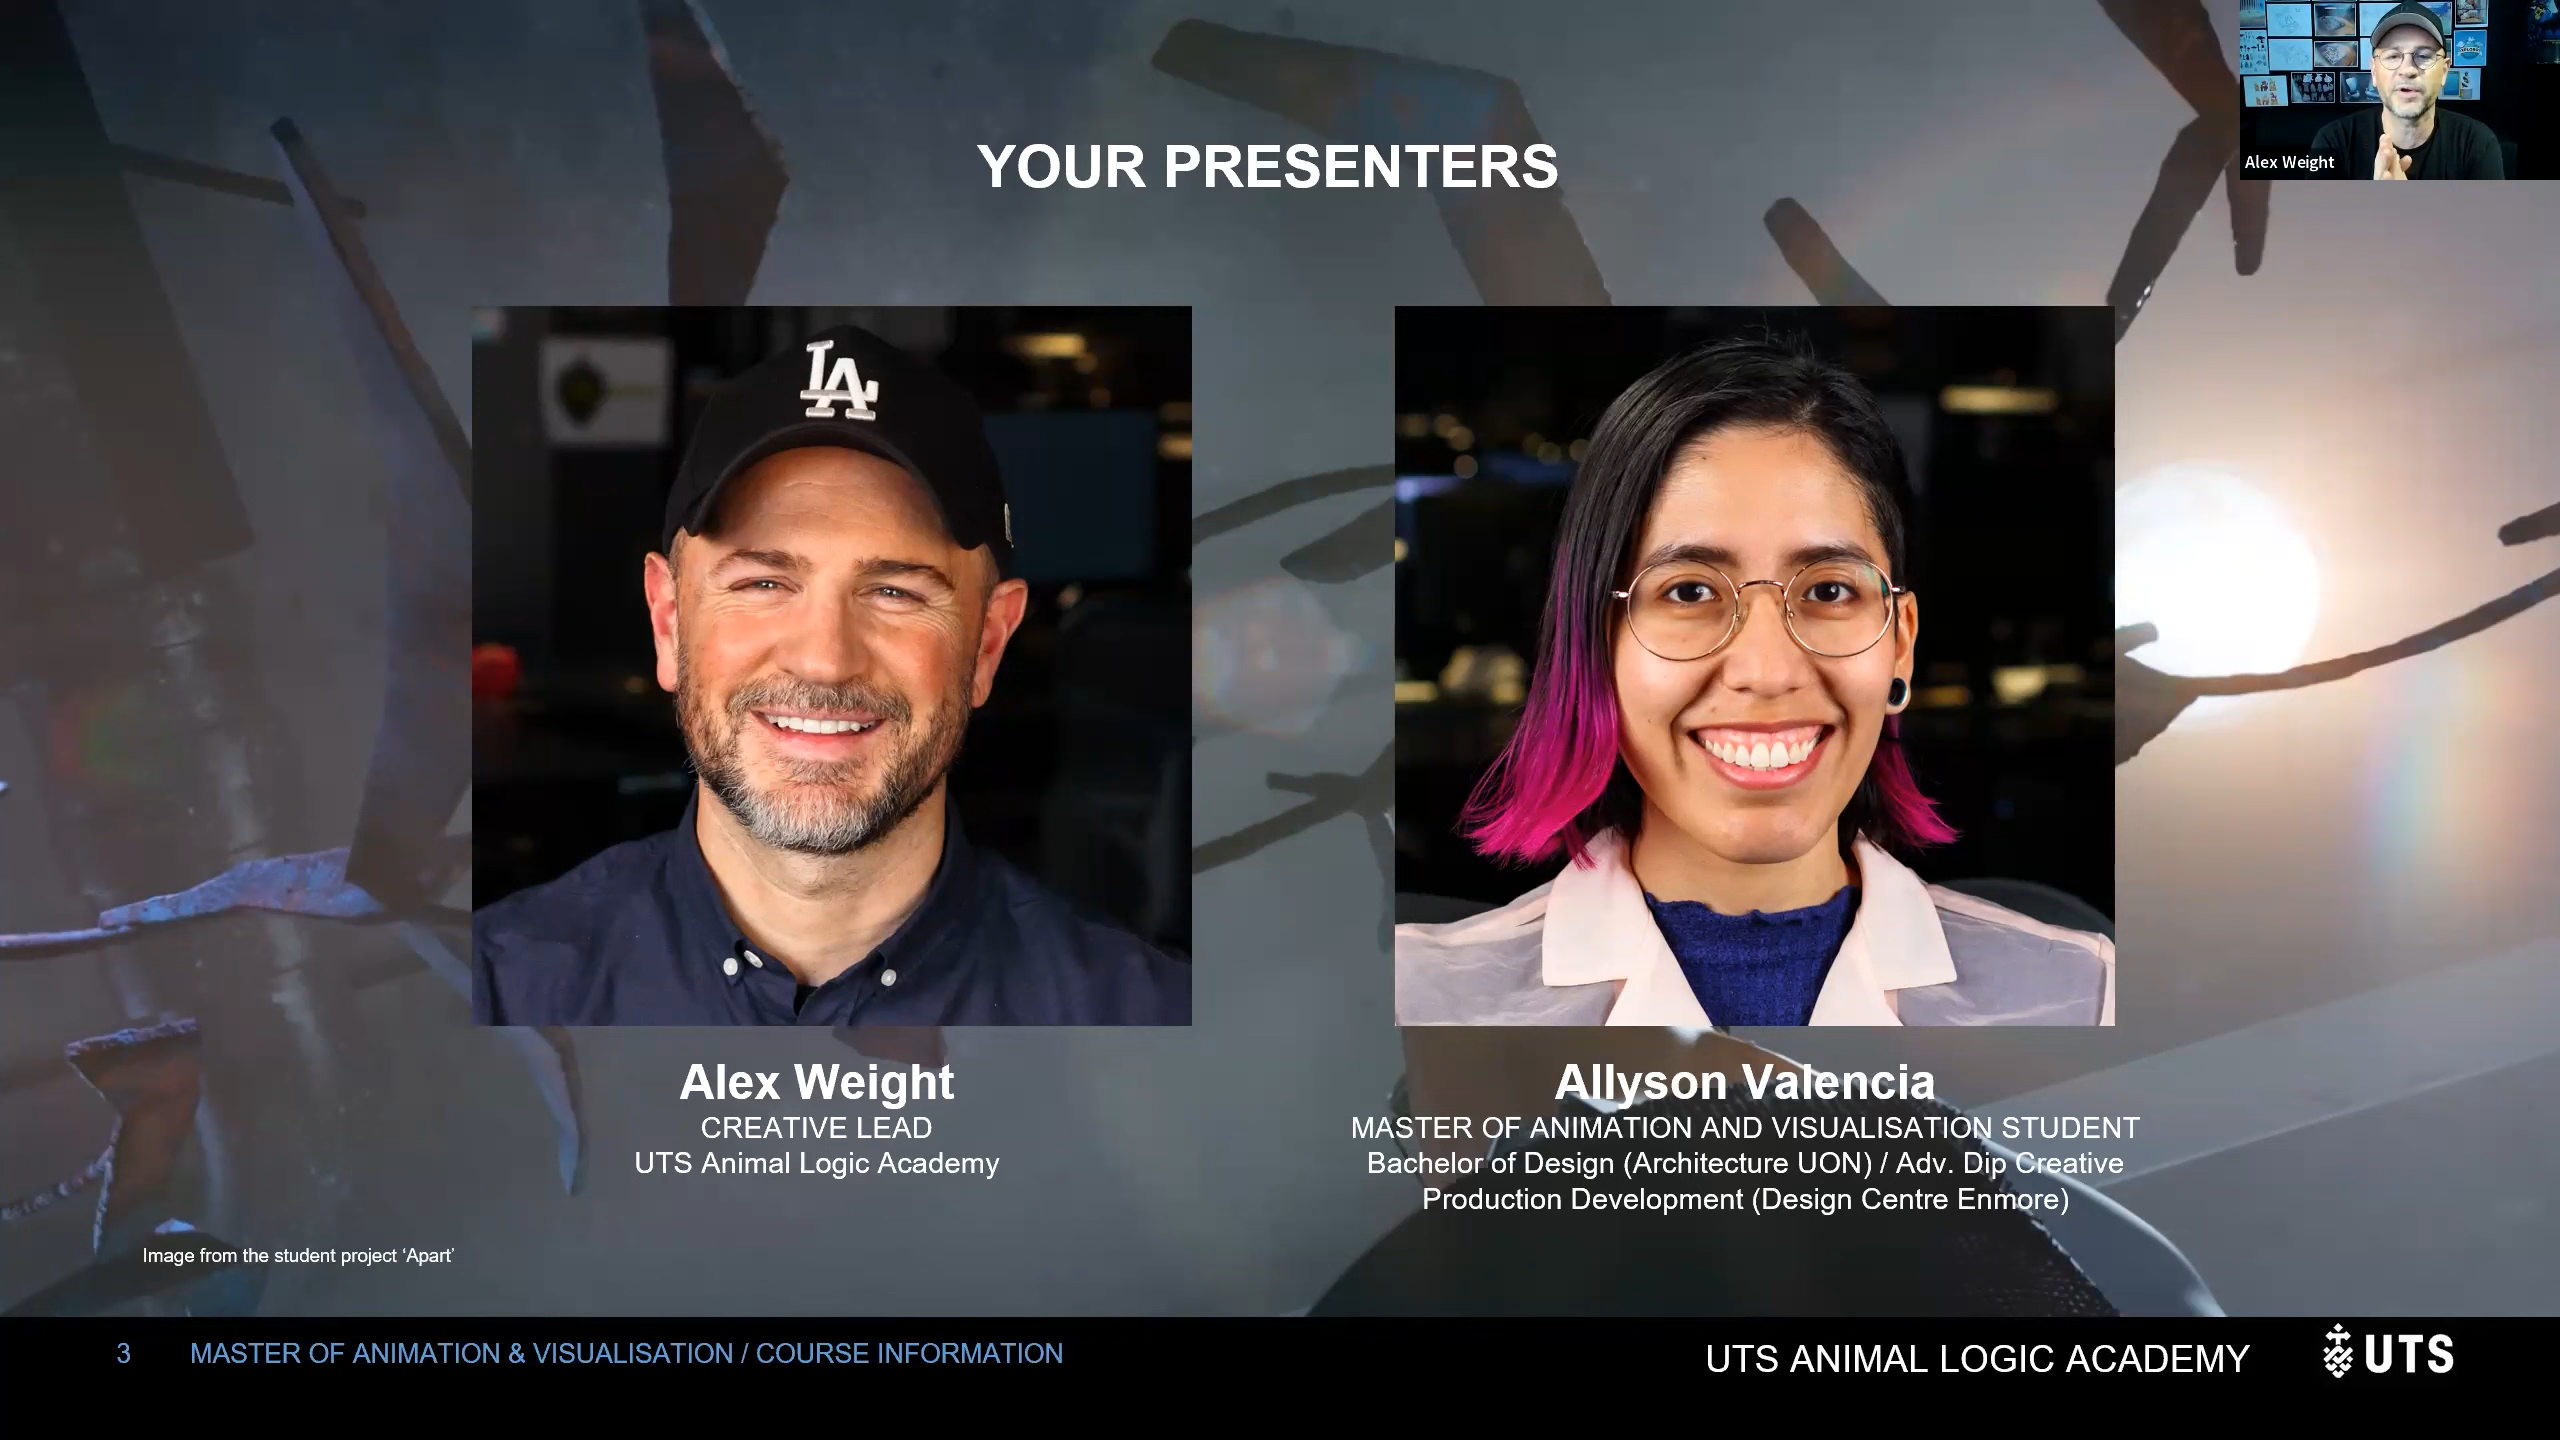 YOUR PRESENTERS
Alex Weight
LA
Alex Weight
CREATIVE LEAD
UTS Animal Logic Academy
Allyson Valencia
MASTER OF ANIMATION AND VISUALISATION STUDENT
Bachelor of Design (Architecture UON) / Adv. Dip Creative
Production Development (Design Centre Enmore)
Image from the student project ‘Apart’
3
MASTER OF ANIMATION & VISUALISATION / COURSE INFORMATION
UTS ANIMAL LOGIC ACADEMY
UTS